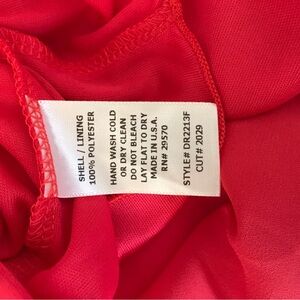 SHELL / LINING
100% POLYESTER
HAND WASH COLD
OR DRY CLEAN
DO NOT BLEACH
LAY FLAT TO DRY
MADE IN U.S.A.
RN# 29570
STYLE# DR2213F
CUT# 2029